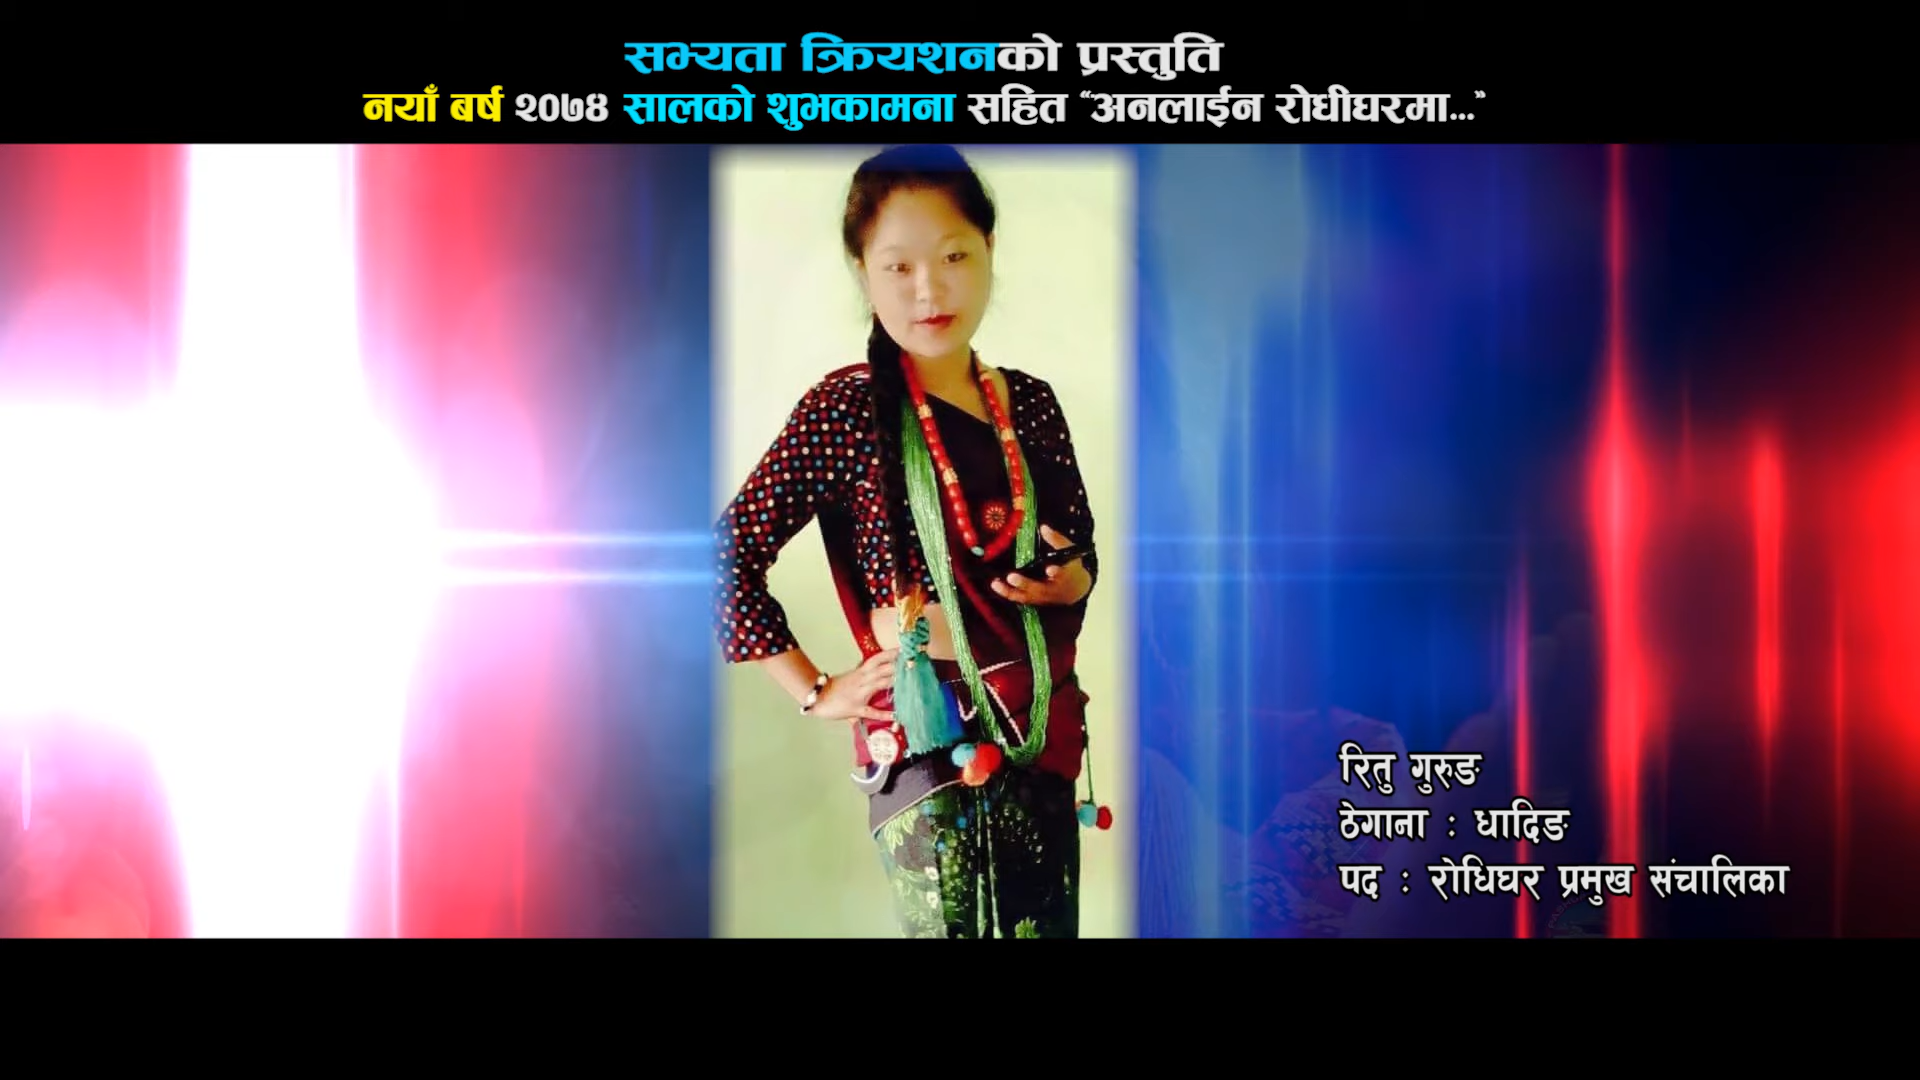 सभ्यता क्रियशनको प्रस्तुति
नयाँ बर्ष २०७४ सालको शुभकामना सहित “अनलाईन रोधीघरमा...”
रितु गुरुङ
ठेगाना : धादिङ
पद : रोधिघर प्रमुख संचालिका